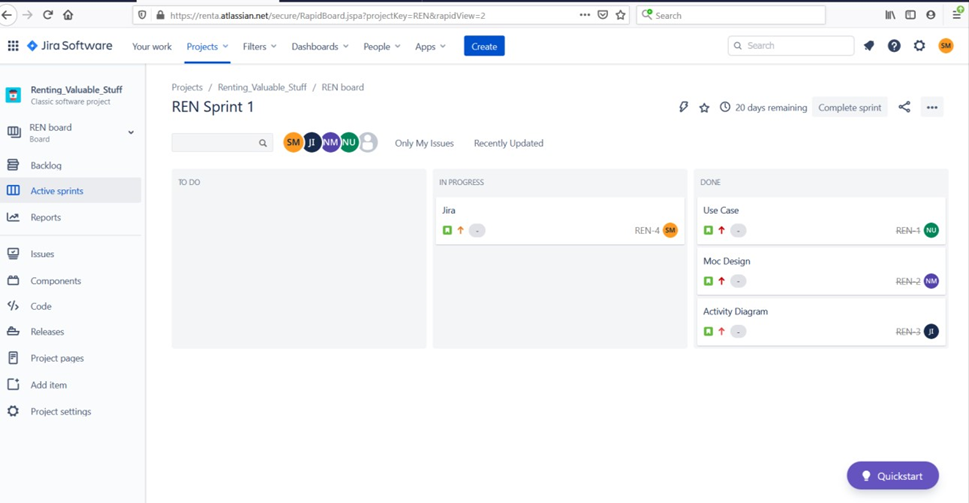 https://renta.atlassian.net/secure/RapidBoard.jspa?projectKey=REN&rapidView=2
Search
Jira Software
Your work
Projects
Filters
Dashboards
People
Apps
Create
Search
SM
Renting_Valuable_Stuff
Classic software project
REN board
Board
Backlog
Active sprints
Reports
Issues
Components
Code
Releases
Project pages
Add item
Project settings
Projects / Renting_Valuable_Stuff / REN board
REN Sprint 1
20 days remaining
Complete sprint
SM JI NM NU
Only My Issues
Recently Updated
TO DO
IN PROGRESS
Jira
- REN-4 SM
DONE
Use Case
- REN-1 NU
Moc Design
- REN-2 NM
Activity Diagram
- REN-3 JI
Quickstart